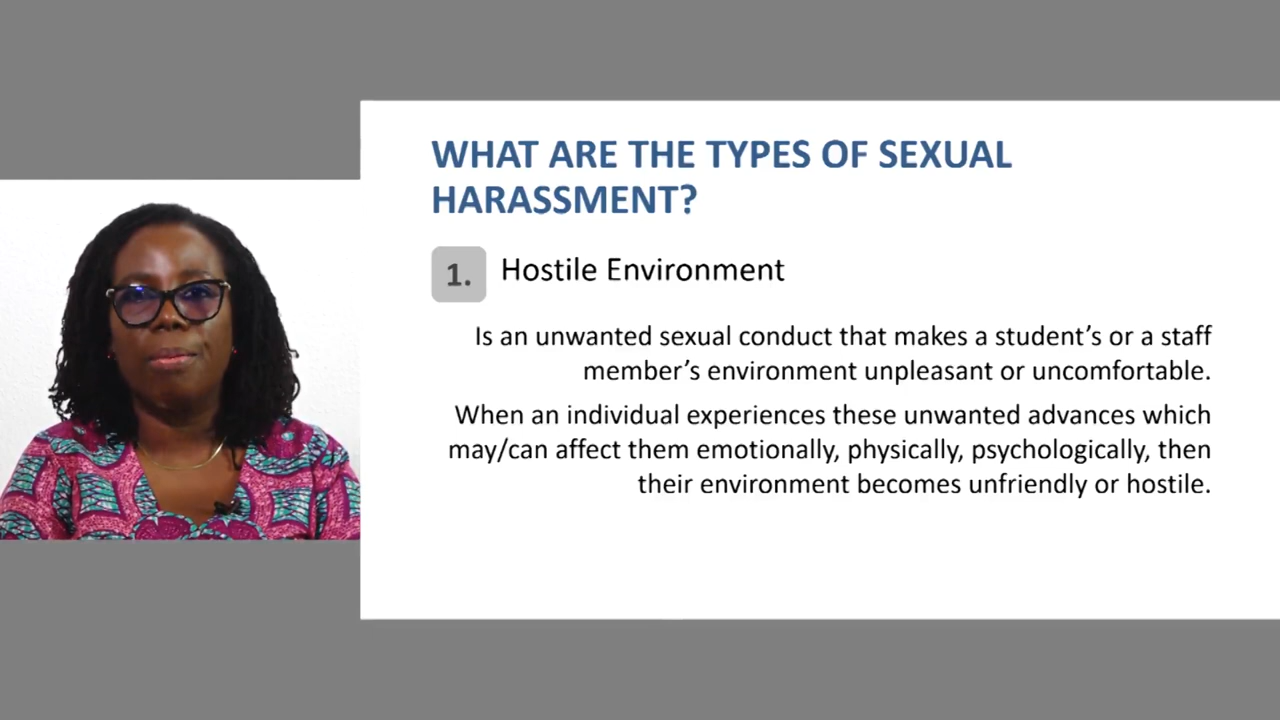 WHAT ARE THE TYPES OF SEXUAL
HARASSMENT?
1. Hostile Environment
Is an unwanted sexual conduct that makes a student’s or a staff
member’s environment unpleasant or uncomfortable.
When an individual experiences these unwanted advances which
may/can affect them emotionally, physically, psychologically, then
their environment becomes unfriendly or hostile.